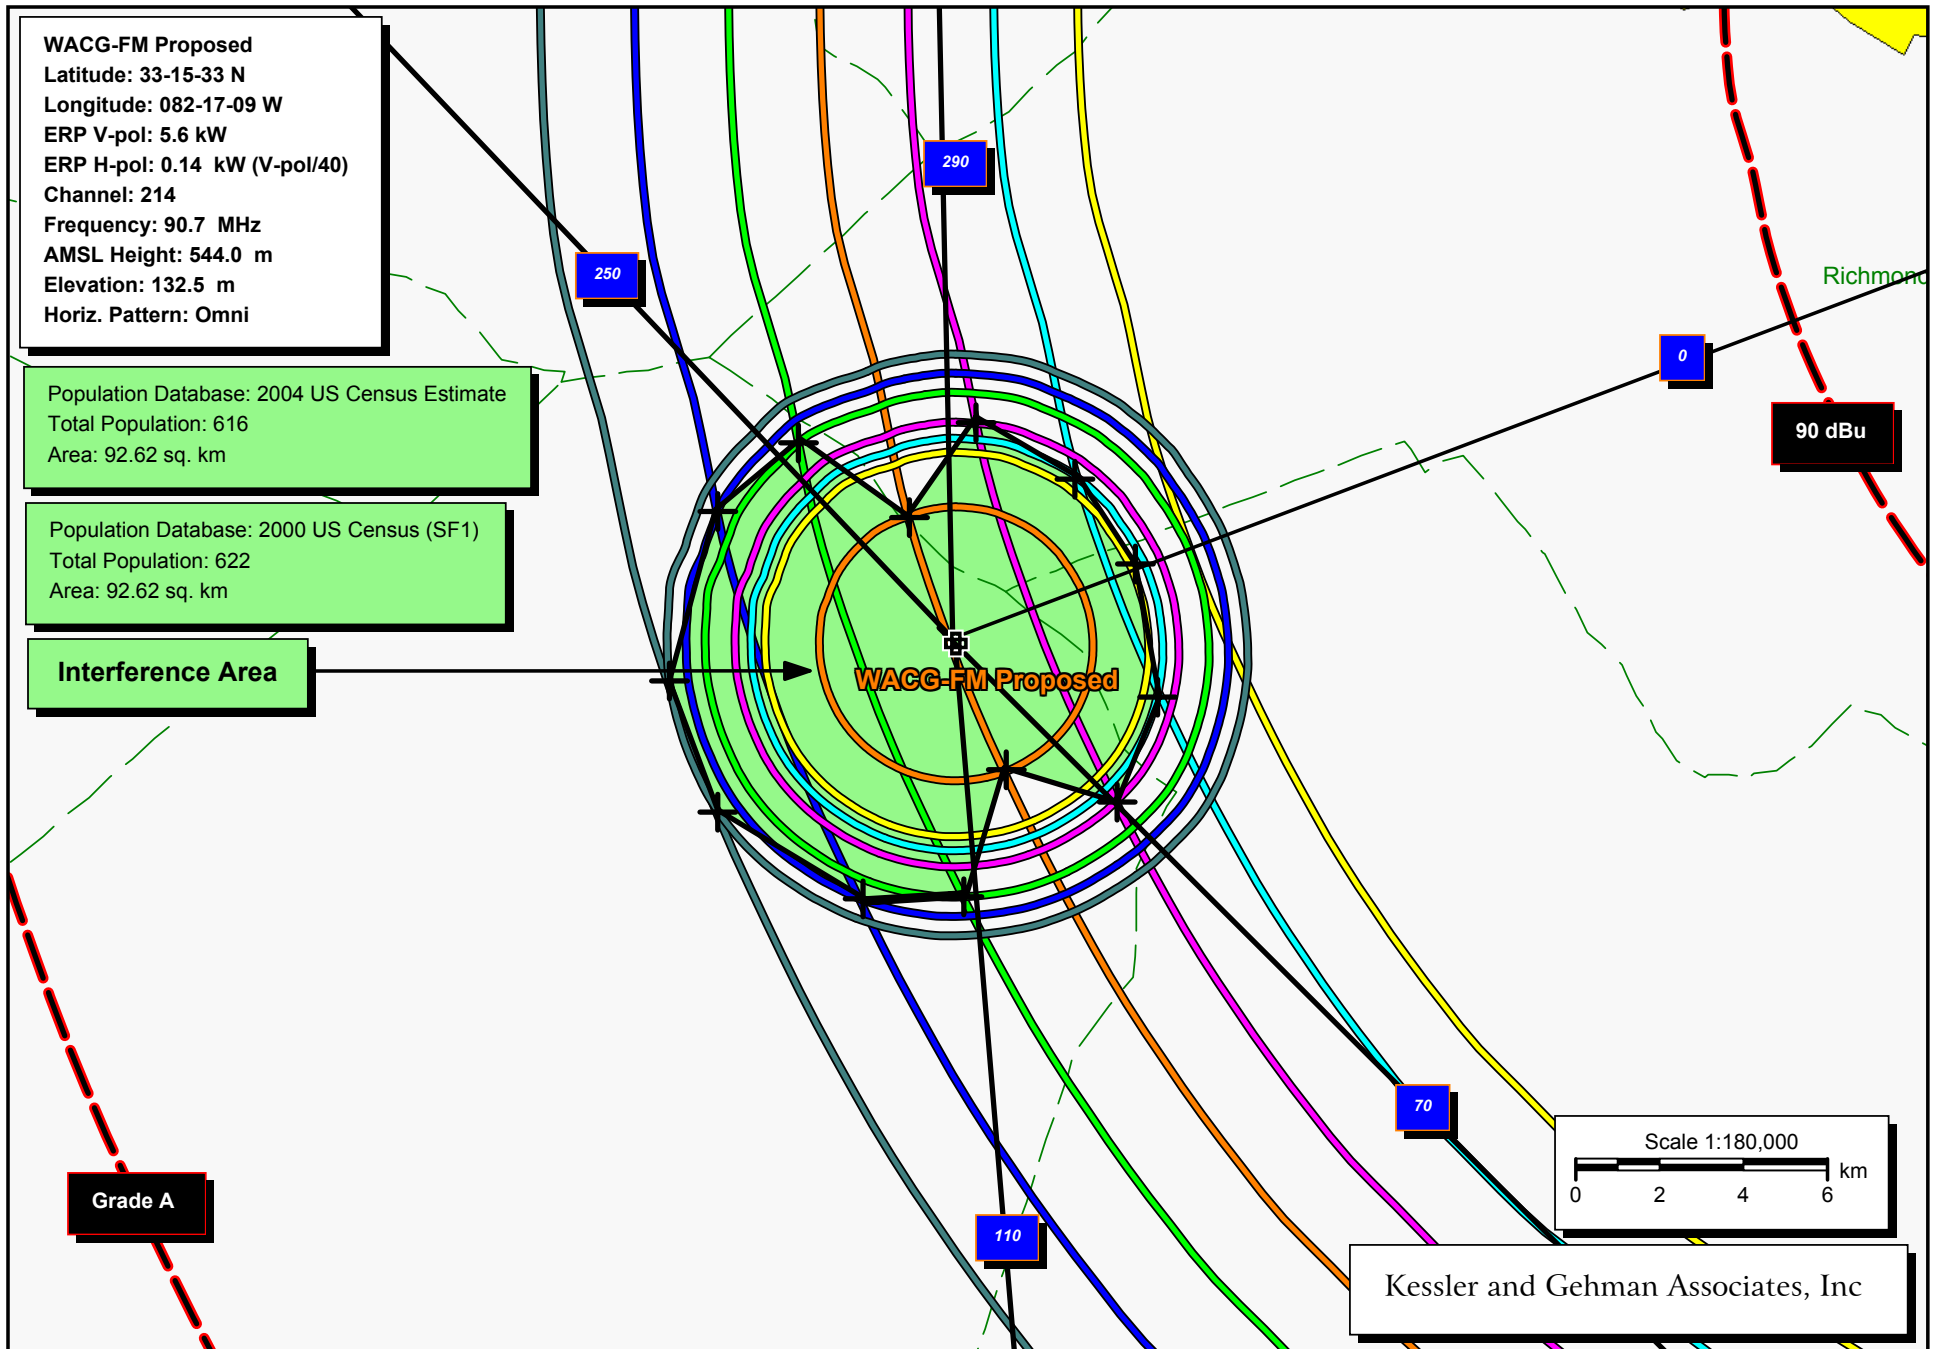 WACG-FM Proposed
Latitude: 33-15-33 N
Longitude: 082-17-09 W
ERP V-pol: 5.6 kW
ERP H-pol: 0.14 kW (V-pol/40)
Channel: 214
Frequency: 90.7 MHz
AMSL Height: 544.0 m
Elevation: 132.5 m
Horiz. Pattern: Omni
290
250
Richmond
0
Population Database: 2004 US Census Estimate
Total Population: 616
Area: 92.62 sq. km
90 dBu
Population Database: 2000 US Census (SF1)
Total Population: 622
Area: 92.62 sq. km
Interference Area
WACG-FM Proposed
70
Scale 1:180,000
km
0 2 4 6
Grade A
110
Kessler and Gehman Associates, Inc